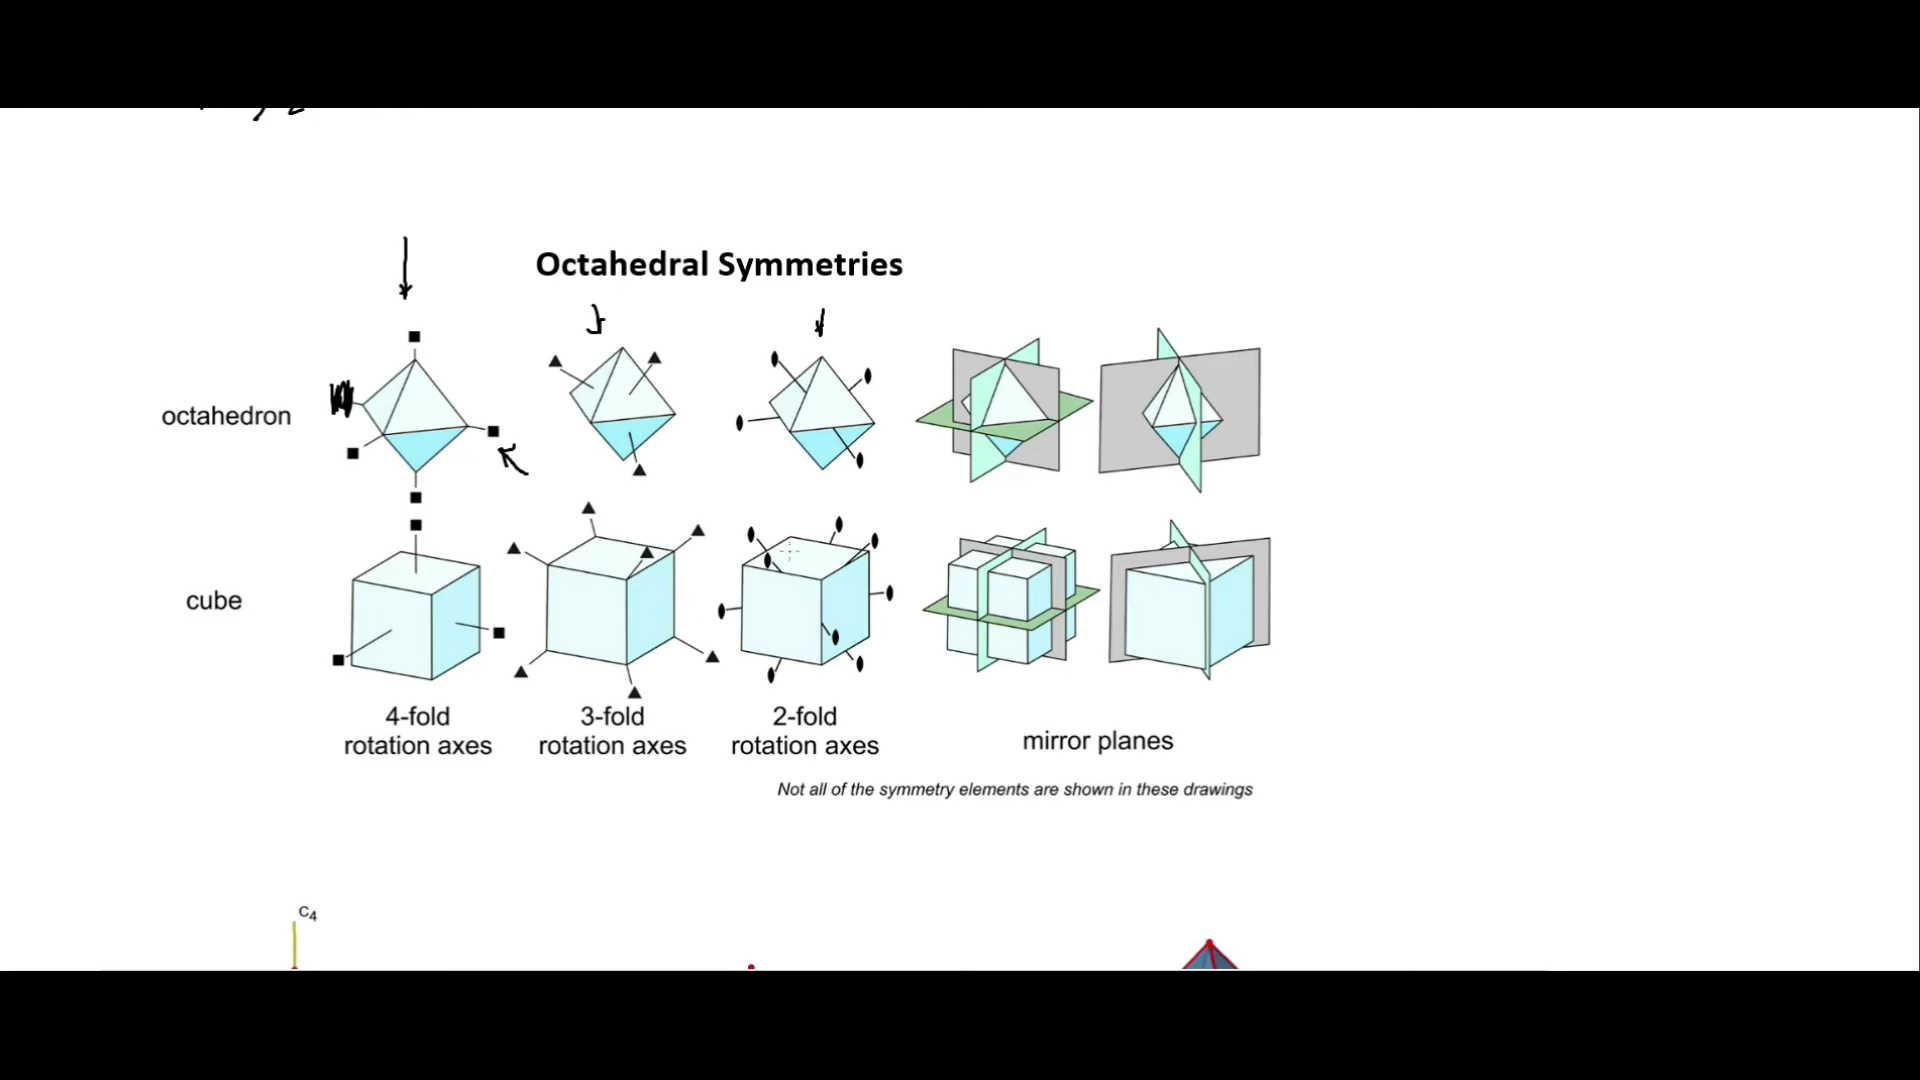 Octahedral Symmetries
octahedron
cube
4-fold
rotation axes
3-fold
rotation axes
2-fold
rotation axes
mirror planes
Not all of the symmetry elements are shown in these drawings
C4